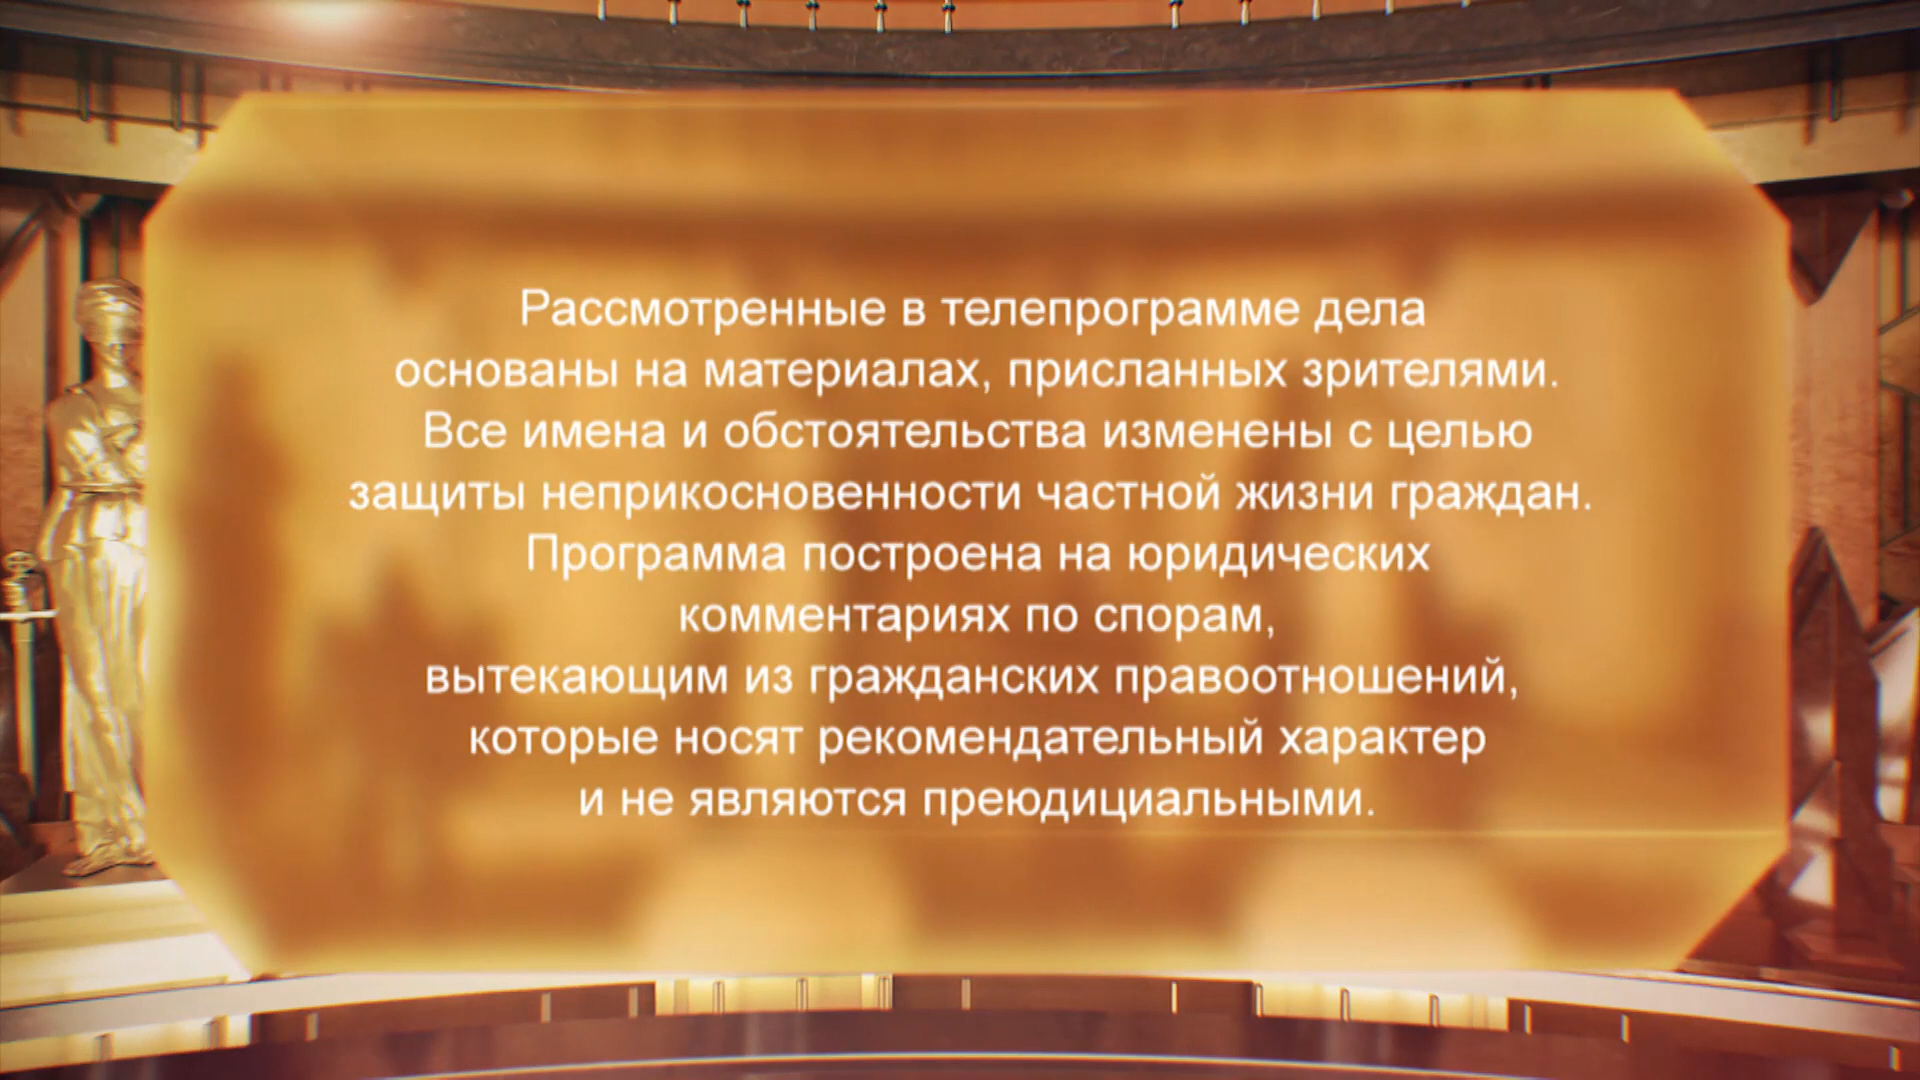 Рассмотренные в телепрограмме дела
основаны на материалах, присланных зрителями.
Все имена и обстоятельства изменены с целью
защиты неприкосновенности частной жизни граждан.
Программа построена на юридических
комментариях по спорам,
вытекающим из гражданских правоотношений,
которые носят рекомендательный характер
и не являются преюдициальными.